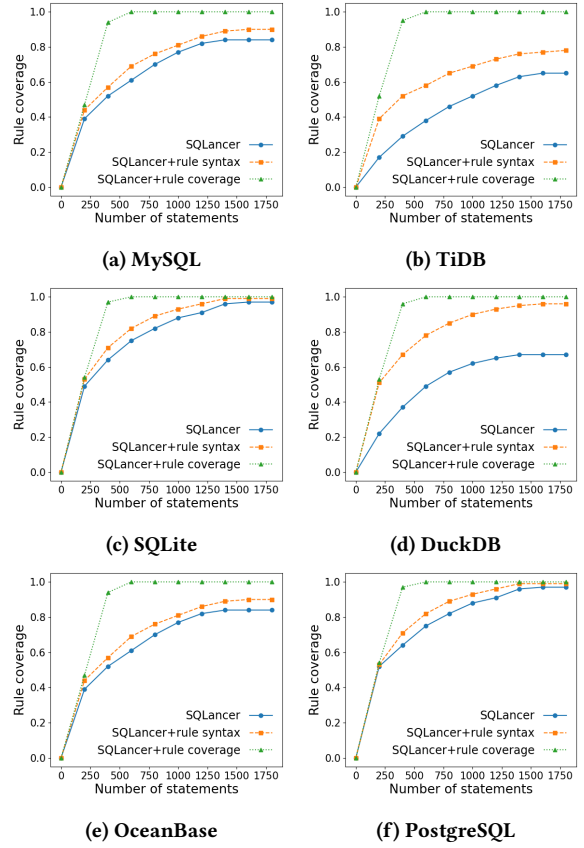 1.0
0.8
0.6
0.4
0.2
0.0
Rule coverage
SQLancer
SQLancer+rule syntax
SQLancer+rule coverage
0 250 500 750 1000 1250 1500 1750
Number of statements
(a) MySQL
1.0
0.8
0.6
0.4
0.2
0.0
Rule coverage
SQLancer
SQLancer+rule syntax
SQLancer+rule coverage
0 250 500 750 1000 1250 1500 1750
Number of statements
(b) TiDB
1.0
0.8
0.6
0.4
0.2
0.0
Rule coverage
SQLancer
SQLancer+rule syntax
SQLancer+rule coverage
0 250 500 750 1000 1250 1500 1750
Number of statements
(c) SQLite
1.0
0.8
0.6
0.4
0.2
0.0
Rule coverage
SQLancer
SQLancer+rule syntax
SQLancer+rule coverage
0 250 500 750 1000 1250 1500 1750
Number of statements
(d) DuckDB
1.0
0.8
0.6
0.4
0.2
0.0
Rule coverage
SQLancer
SQLancer+rule syntax
SQLancer+rule coverage
0 250 500 750 1000 1250 1500 1750
Number of statements
(e) OceanBase
1.0
0.8
0.6
0.4
0.2
0.0
Rule coverage
SQLancer
SQLancer+rule syntax
SQLancer+rule coverage
0 250 500 750 1000 1250 1500 1750
Number of statements
(f) PostgreSQL